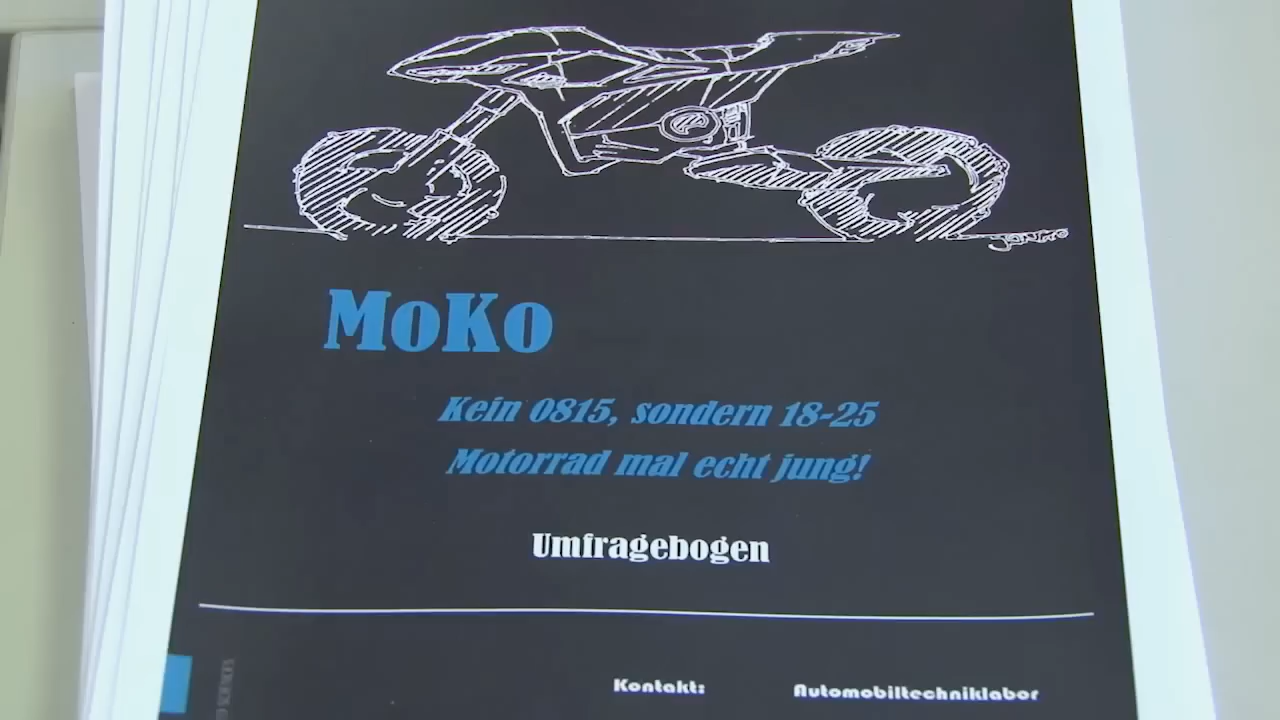 MoKo
Kein 0815, sondern 18-25
Motorrad mal echt jung!
Umfragebogen
Kontakt:
Automobiltechniklabor